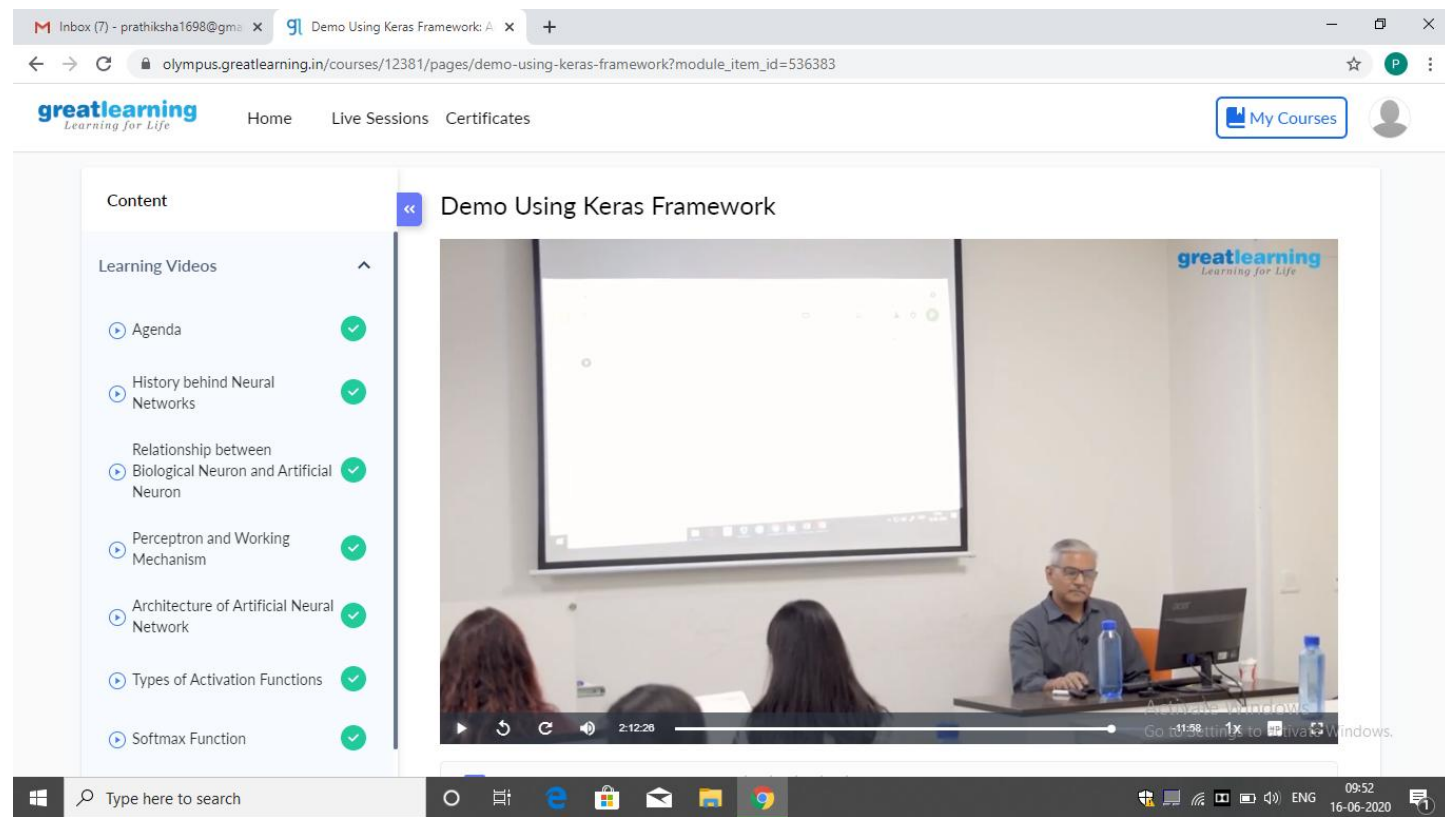 Inbox (7) - prathiksha1698@gma
Demo Using Keras Framework: A
olympus.greatlearning.in/courses/12381/pages/demo-using-keras-framework?module_item_id=536383
P
greatlearning
Learning for Life
Home
Live Sessions
Certificates
My Courses
Content
Demo Using Keras Framework
Learning Videos
greatlearning
Learning for Life
Agenda
History behind Neural
Networks
Relationship between
Biological Neuron and Artificial
Neuron
Perceptron and Working
Mechanism
Architecture of Artificial Neural
Network
Types of Activation Functions
Softmax Function
acer
2:12:26
-11:58
1x
Activate Windows
Go to Settings to activate Windows.
Type here to search
ENG
09:52
16-06-2020
1